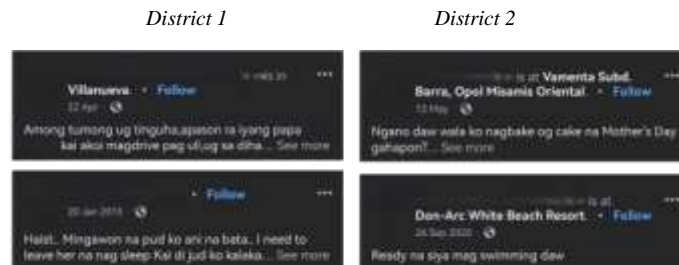 District 1
District 2
Villanueva · Follow
22 Apr
Among tumong ug tinguha,apason ra iyang papa
kai akoi magdrive pag uli,ug sa diha... See more
· Follow
20 Jan 2015
Haist.. Mingawon na pud ko ani na bata.. I need to
leave her na nag sleep Kai di jud ko kalaka... See more
is at Vamenta Subd.
Barra, Opol Misamis Oriental · Follow
13 May
Ngano daw wala ko nagbake og cake na Mother's Day
gahapon?... See more
is at
Don-Arc White Beach Resort · Follow
26 Sep 2020
Ready na siya mag swimming daw